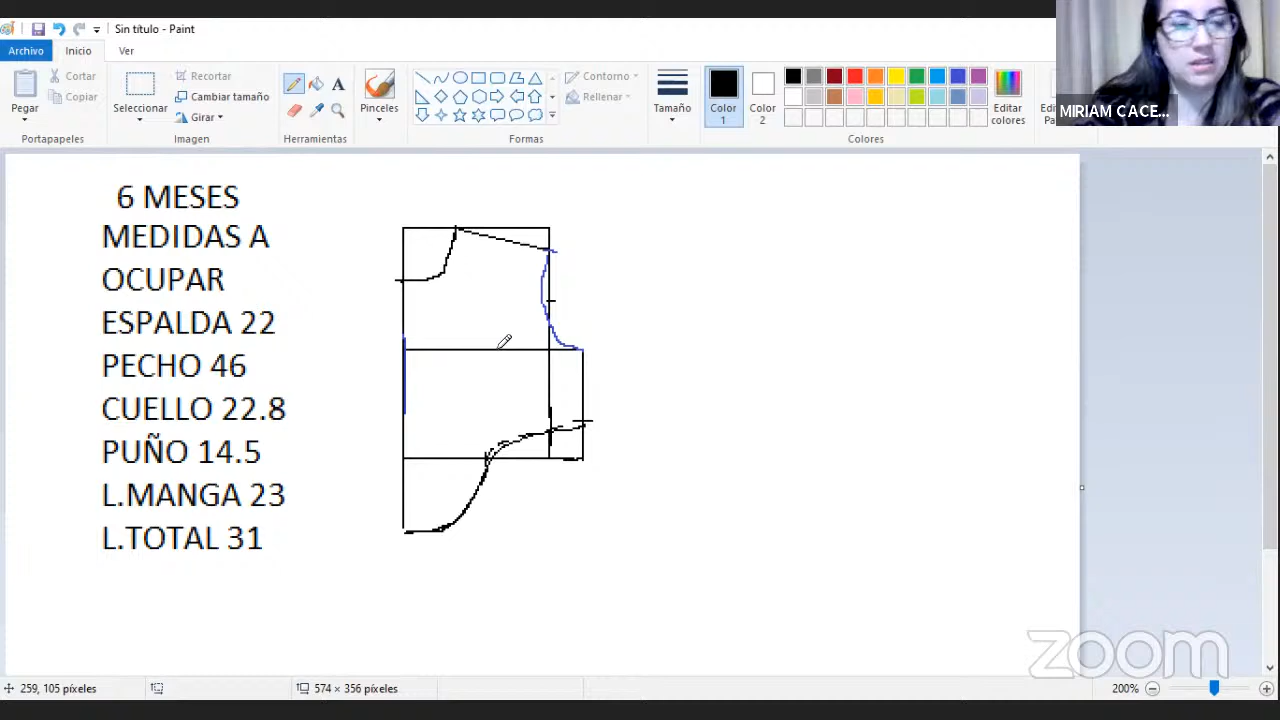 Sin título - Paint
Archivo
Inicio
Ver
Pegar
Cortar
Copiar
Portapapeles
Seleccionar
Recortar
Cambiar tamaño
Girar
Imagen
A
Herramientas
Pinceles
Contorno
Rellenar
Formas
Tamaño
Color
1
Color
2
Editar
colores
Colores
MIRIAM C ACE...
6 MESES
MEDIDAS A
OCUPAR
ESPALDA 22
PECHO 46
CUELLO 22.8
PUÑO 14.5
L.MANGA 23
L.TOTAL 31
zoom
259, 105 píxeles
574 × 356 píxeles
200%